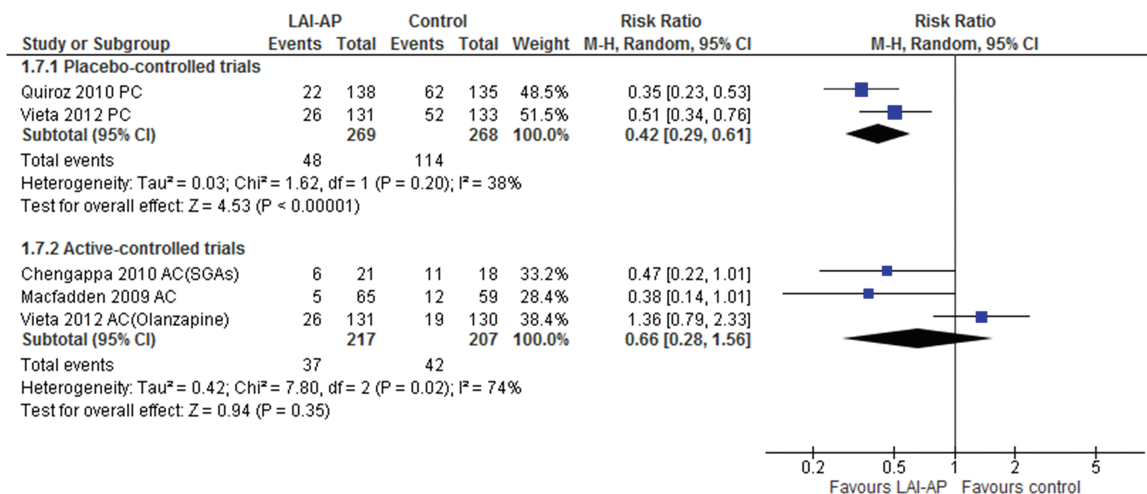 LAI-AP Control Risk Ratio Risk Ratio
Study or Subgroup Events Total Events Total Weight M-H, Random, 95% CI M-H, Random, 95% CI
1.7.1 Placebo-controlled trials
Quiroz 2010 PC 22 138 62 135 48.5% 0.35 [0.23, 0.53]
Vieta 2012 PC 26 131 52 133 51.5% 0.51 [0.34, 0.76]
Subtotal (95% CI) 269 268 100.0% 0.42 [0.29, 0.61]
Total events 48 114
Heterogeneity: Tau² = 0.03; Chi² = 1.62, df = 1 (P = 0.20); I² = 38%
Test for overall effect: Z = 4.53 (P < 0.00001)
1.7.2 Active-controlled trials
Chengappa 2010 AC(SGAs) 6 21 11 18 33.2% 0.47 [0.22, 1.01]
Macfadden 2009 AC 5 65 12 59 28.4% 0.38 [0.14, 1.01]
Vieta 2012 AC(Olanzapine) 26 131 19 130 38.4% 1.36 [0.79, 2.33]
Subtotal (95% CI) 217 207 100.0% 0.66 [0.28, 1.56]
Total events 37 42
Heterogeneity: Tau² = 0.42; Chi² = 7.80, df = 2 (P = 0.02); I² = 74%
Test for overall effect: Z = 0.94 (P = 0.35)
0.2 0.5 1 2 5
Favours LAI-AP Favours control